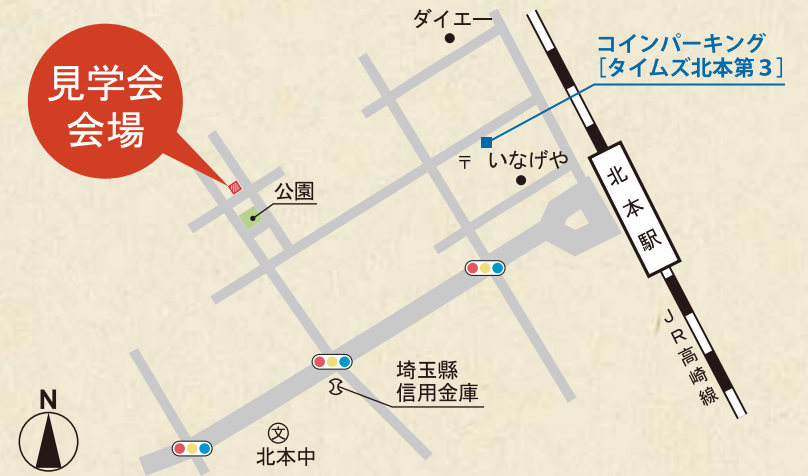 ダイエー
コインパーキング
［タイムズ北本第３］
見学会
会場
〒 いなげや
公園
北本駅
JR高崎線
埼玉縣
信用金庫
N
文
北本中